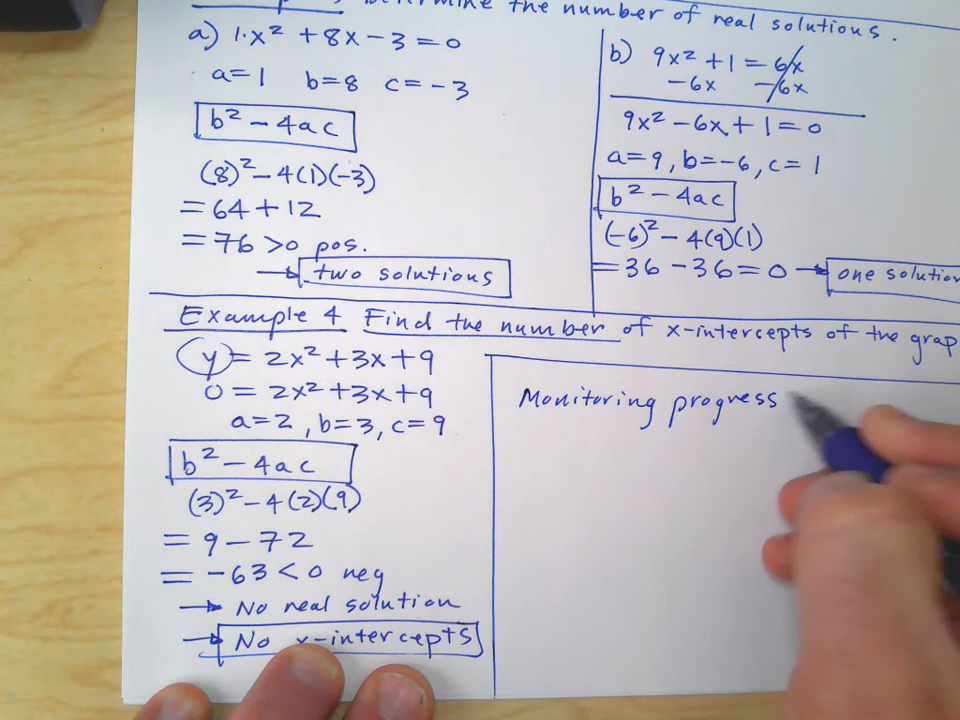 Determine the number of real solutions.
a) 1·x² + 8x − 3 = 0
a=1 b=8 c=−3
b² − 4ac
(8)² − 4(1)(−3)
= 64 + 12
= 76 >0 pos.
→ two solutions
b) 9x² + 1 = 6x
−6x −6x
9x² − 6x + 1 = 0
a=9, b=−6, c=1
b² − 4ac
(−6)² − 4(9)(1)
= 36 − 36 = 0 → one solution
Example 4 Find the number of x-intercepts of the grap
y = 2x² + 3x + 9
0 = 2x² + 3x + 9
a=2, b=3, c=9
b² − 4ac
(3)² − 4(2)(9)
= 9 − 72
= −63 < 0 neg
→ No real solution
→ No x-intercepts
Monitoring progress